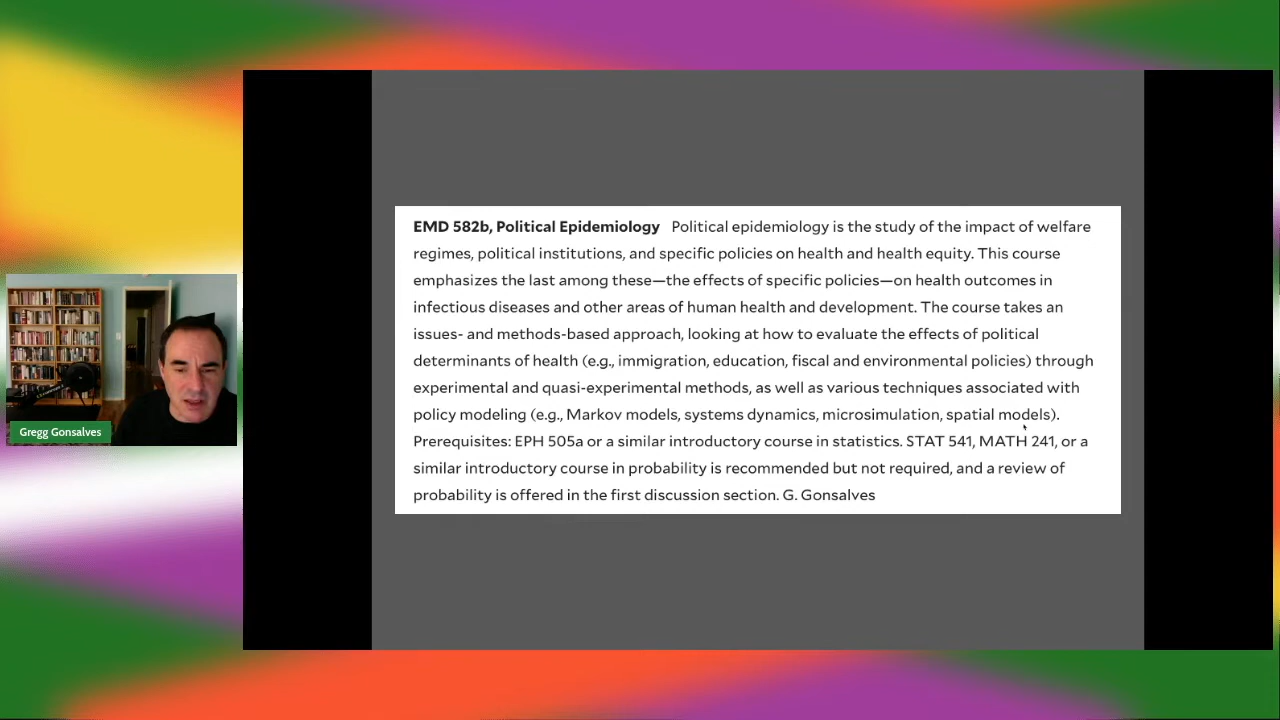 EMD 582b, Political Epidemiology Political epidemiology is the study of the impact of welfare
regimes, political institutions, and specific policies on health and health equity. This course
emphasizes the last among these—the effects of specific policies—on health outcomes in
infectious diseases and other areas of human health and development. The course takes an
issues- and methods-based approach, looking at how to evaluate the effects of political
determinants of health (e.g., immigration, education, fiscal and environmental policies) through
experimental and quasi-experimental methods, as well as various techniques associated with
policy modeling (e.g., Markov models, systems dynamics, microsimulation, spatial models).
Prerequisites: EPH 505a or a similar introductory course in statistics. STAT 541, MATH 241, or a
similar introductory course in probability is recommended but not required, and a review of
probability is offered in the first discussion section. G. Gonsalves
Gregg Gonsalves